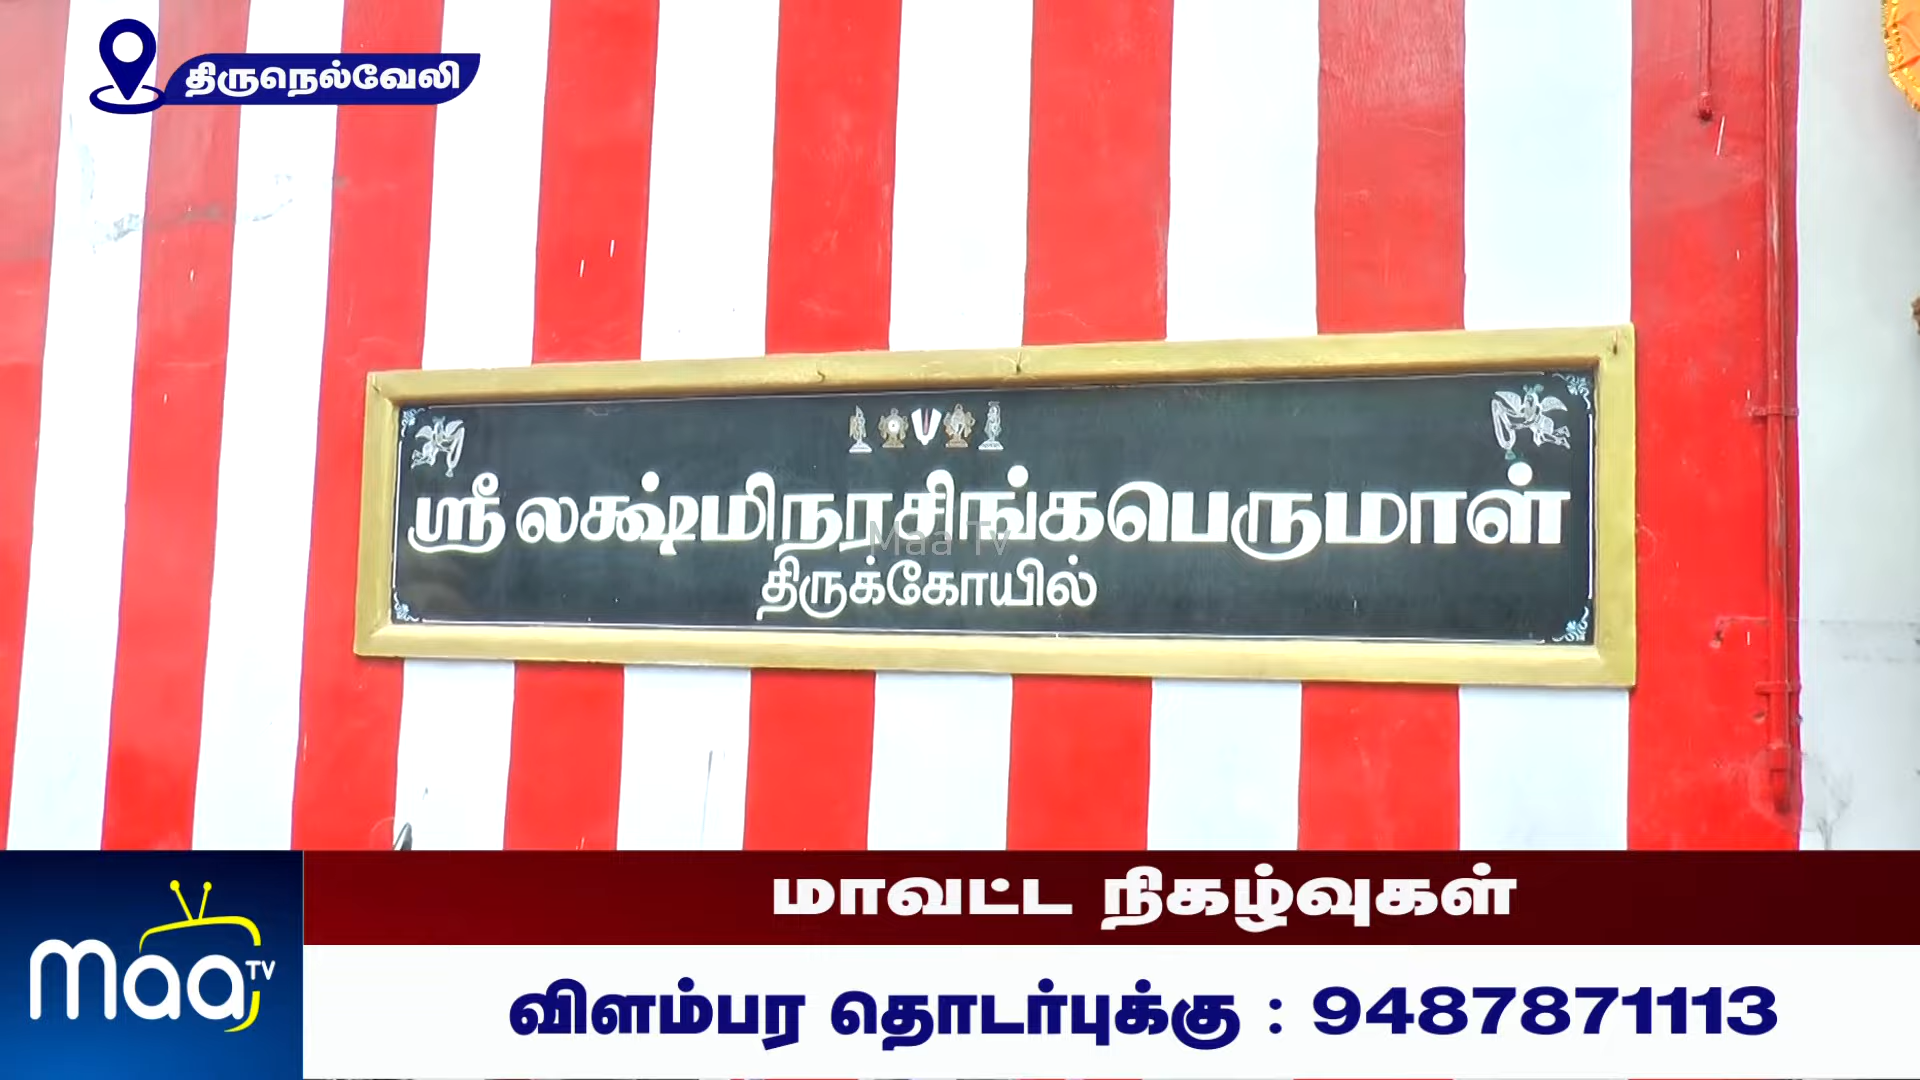 திருநெல்வேலி
ஸ்ரீ லக்ஷ்மிநரசிங்கபெருமாள்
Maa Tv
திருக்கோயில்
மாவட்ட நிகழ்வுகள்
maa TV
விளம்பர தொடர்புக்கு : 9487871113